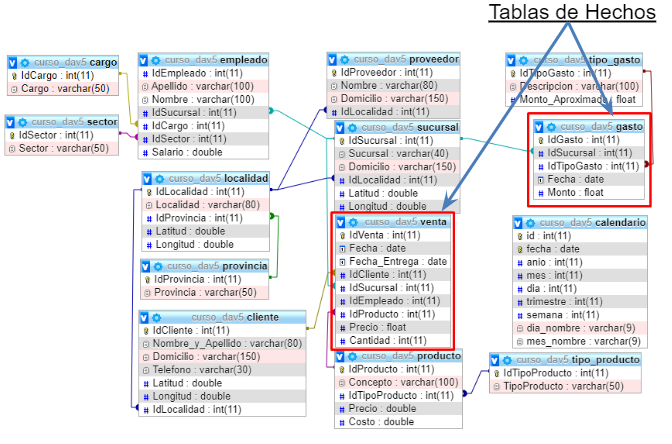 Tablas de Hechos
curso_dav5 cargo
IdCargo : int(11)
Cargo : varchar(50)
curso_dav5 sector
IdSector : int(11)
Sector : varchar(50)
curso_dav5 empleado
IdEmpleado : int(11)
Apellido : varchar(100)
Nombre : varchar(100)
IdSucursal : int(11)
IdCargo : int(11)
IdSector : int(11)
Salario : double
curso_dav5 localidad
IdLocalidad : int(11)
Localidad : varchar(80)
IdProvincia : int(11)
Latitud : double
Longitud : double
curso_dav5 provincia
IdProvincia : int(11)
Provincia : varchar(50)
curso_dav5 cliente
IdCliente : int(11)
Nombre_y_Apellido : varchar(80)
Domicilio : varchar(150)
Telefono : varchar(30)
Latitud : double
Longitud : double
IdLocalidad : int(11)
curso_dav5 proveedor
IdProveedor : int(11)
Nombre : varchar(80)
Domicilio : varchar(150)
IdLocalidad : int(11)
curso_dav5 sucursal
IdSucursal : int(11)
Sucursal : varchar(40)
Domicilio : varchar(150)
IdLocalidad : int(11)
Latitud : double
Longitud : double
curso_dav5 venta
IdVenta : int(11)
Fecha : date
Fecha_Entrega : date
IdCliente : int(11)
IdSucursal : int(11)
IdEmpleado : int(11)
IdProducto : int(11)
Precio : float
Cantidad : int(11)
curso_dav5 producto
IdProducto : int(11)
Concepto : varchar(100)
IdTipoProducto : int(11)
Precio : double
Costo : double
curso_dav5 tipo_gasto
IdTipoGasto : int(11)
Descripcion : varchar(100)
Monto_Aproximado : float
curso_dav5 gasto
IdGasto : int(11)
IdSucursal : int(11)
IdTipoGasto : int(11)
Fecha : date
Monto : float
curso_dav5 calendario
id : int(11)
fecha : date
anio : int(11)
mes : int(11)
dia : int(11)
trimestre : int(11)
semana : int(11)
dia_nombre : varchar(9)
mes_nombre : varchar(9)
curso_dav5 tipo_producto
IdTipoProducto : int(11)
TipoProducto : varchar(50)